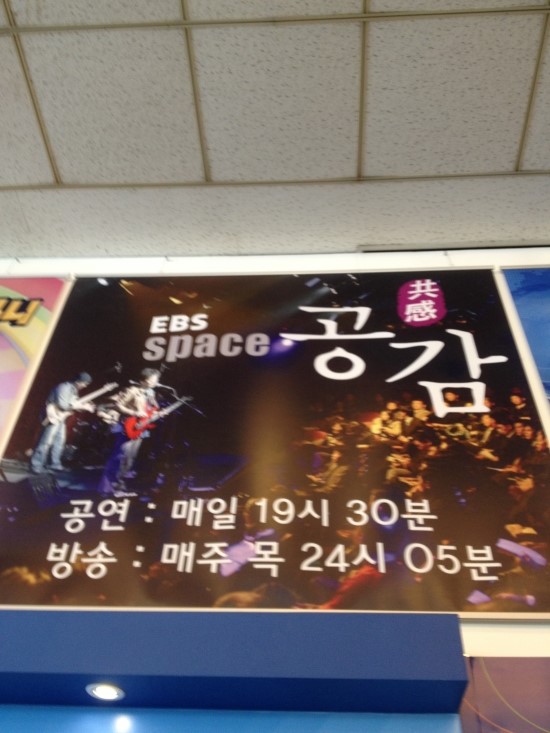 共感
EBS
space 공감
공연 : 매일 19시 30분
방송 : 매주 목 24시 05분